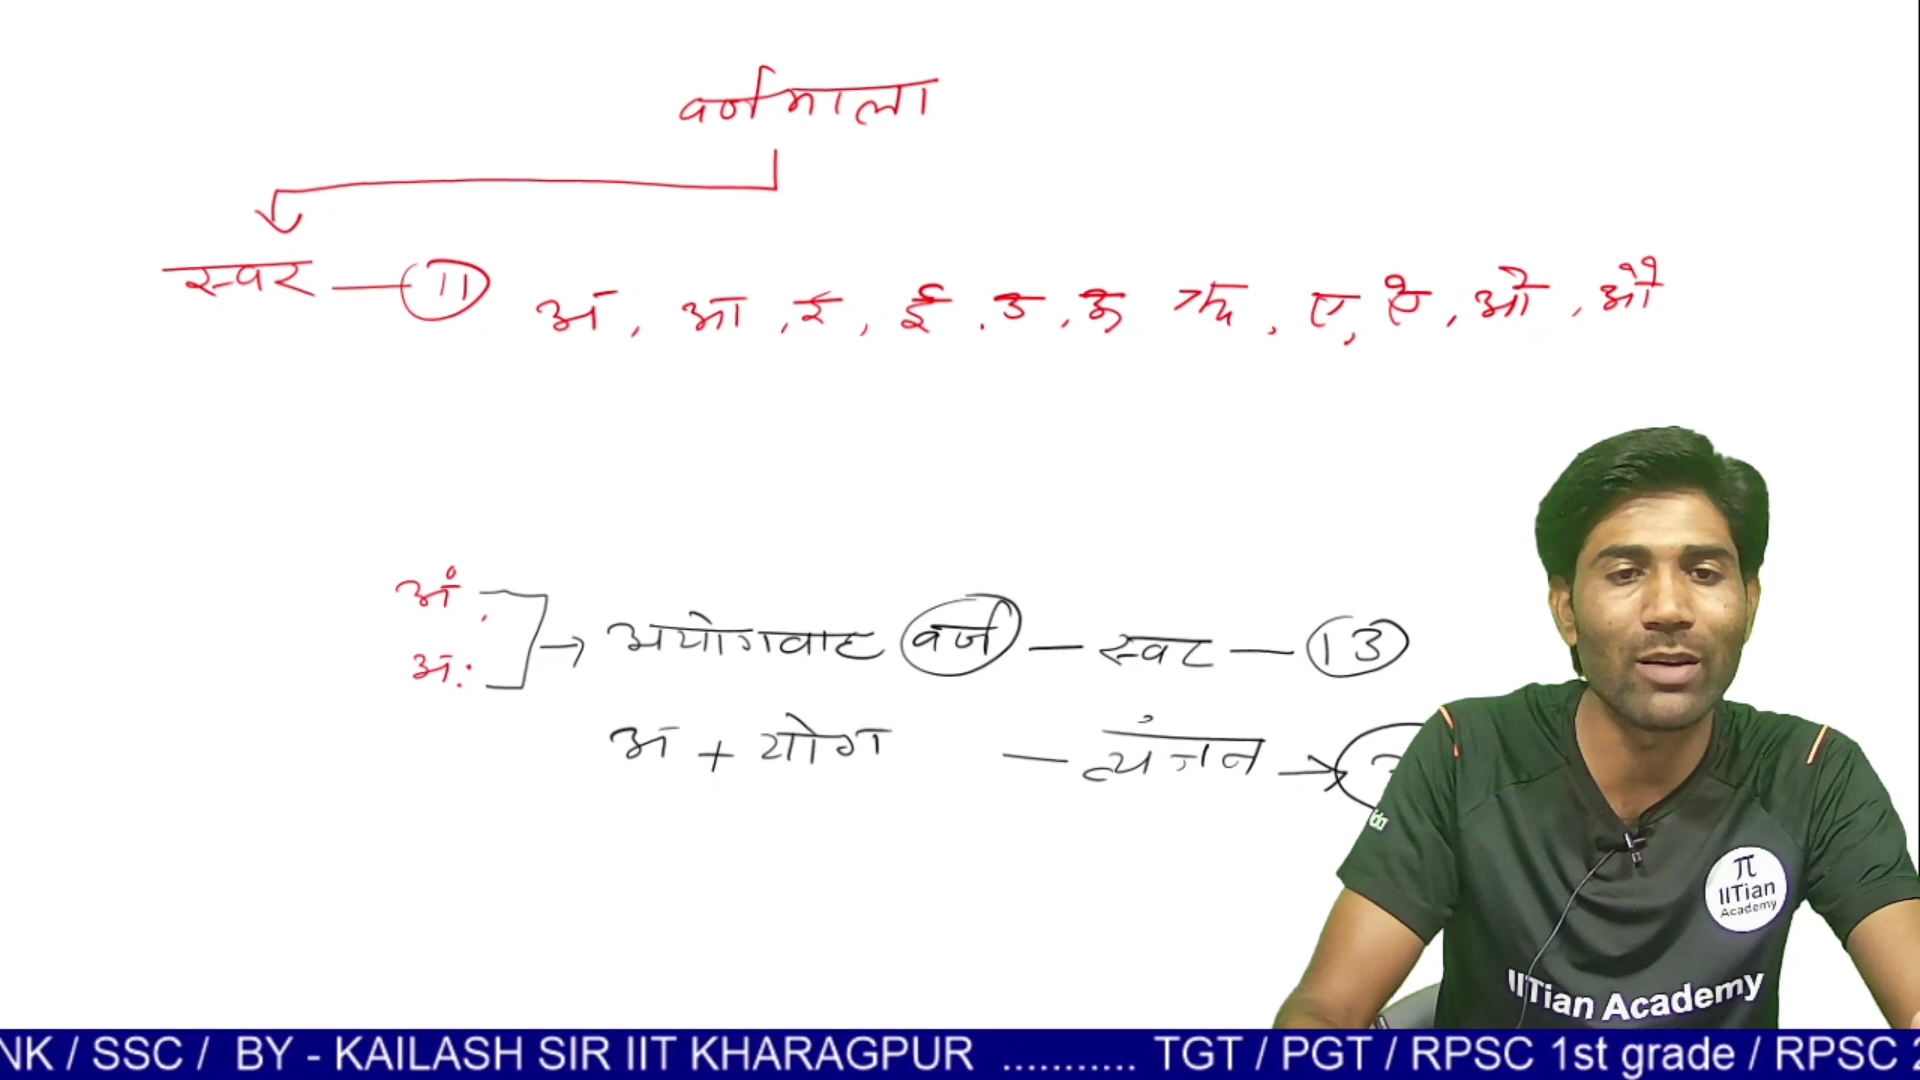 वर्णमाला
स्वर — 11 अ, आ, इ, ई, उ, ऊ ऋ, ए, ऐ, ओ, औ
अं,
अः
→ अयोगवाह वर्ण — स्वर — 13
अ + योग — व्यंजन →
π
IITian
Academy
IITian Academy
NK / SSC / BY - KAILASH SIR IIT KHARAGPUR ........... TGT / PGT / RPSC 1st grade / RPSC 2